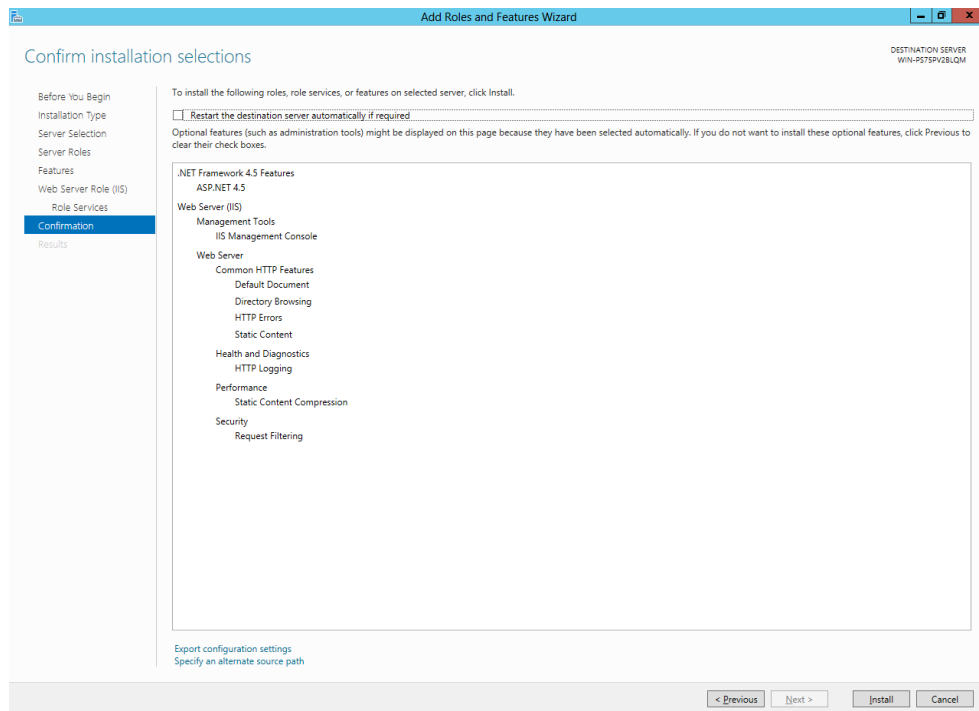 Add Roles and Features Wizard
Confirm installation selections
DESTINATION SERVER
WIN-PS75PV2BLQM
Before You Begin
Installation Type
Server Selection
Server Roles
Features
Web Server Role (IIS)
Role Services
Confirmation
Results
To install the following roles, role services, or features on selected server, click Install.
Restart the destination server automatically if required
Optional features (such as administration tools) might be displayed on this page because they have been selected automatically. If you do not want to install these optional features, click Previous to
clear their check boxes.
.NET Framework 4.5 Features
ASP.NET 4.5
Web Server (IIS)
Management Tools
IIS Management Console
Web Server
Common HTTP Features
Default Document
Directory Browsing
HTTP Errors
Static Content
Health and Diagnostics
HTTP Logging
Performance
Static Content Compression
Security
Request Filtering
Export configuration settings
Specify an alternate source path
< Previous
Next >
Install
Cancel